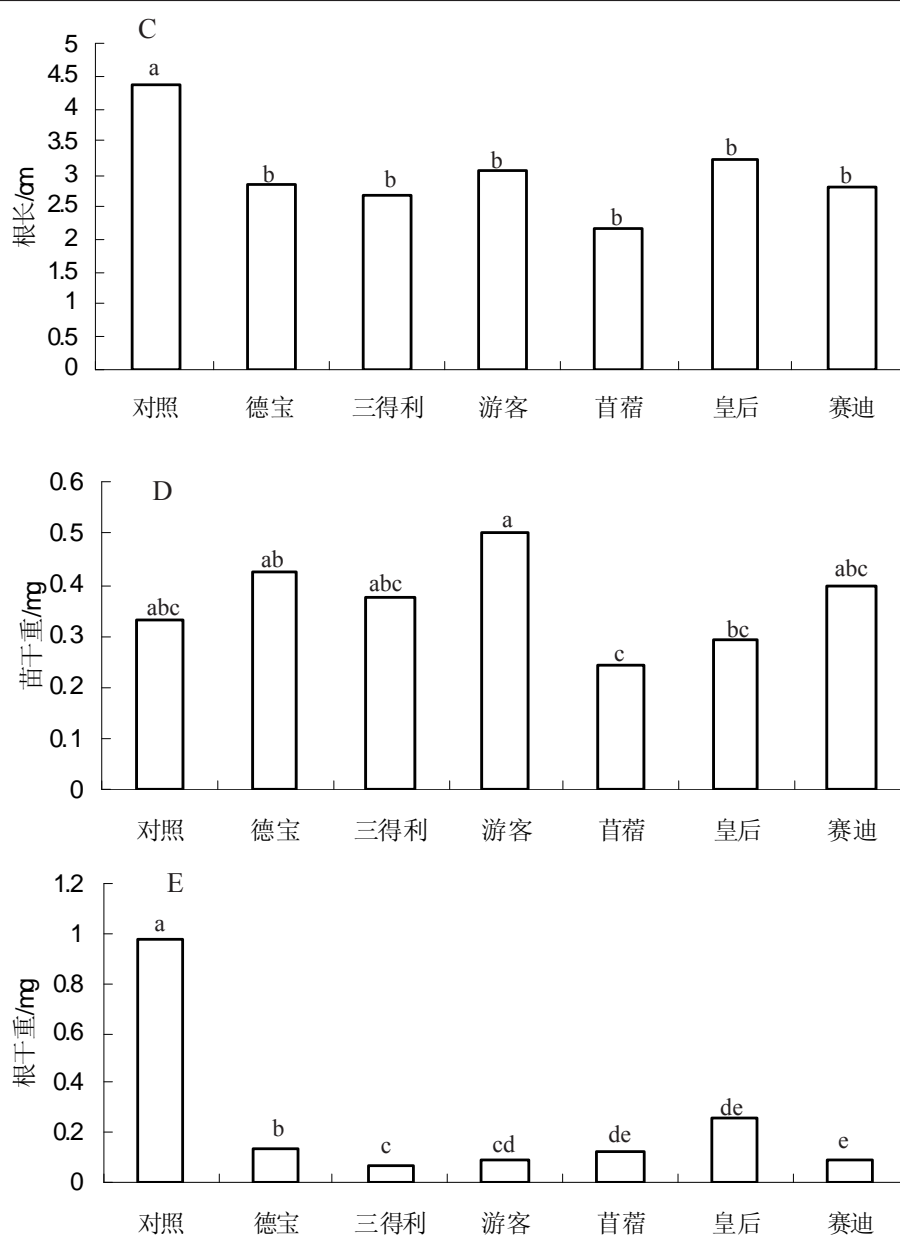 C
根长/cm
5
4.5
4
3.5
3
2.5
2
1.5
1
0.5
0
a
b
b
b
b
b
b
对照 德宝 三得利 游客 苜蓿 皇后 赛迪
D
苗干重/mg
0.6
0.5
0.4
0.3
0.2
0.1
0
abc
ab
abc
a
c
bc
abc
对照 德宝 三得利 游客 苜蓿 皇后 赛迪
E
根干重/mg
1.2
1
0.8
0.6
0.4
0.2
0
a
b
c
cd
de
de
e
对照 德宝 三得利 游客 苜蓿 皇后 赛迪